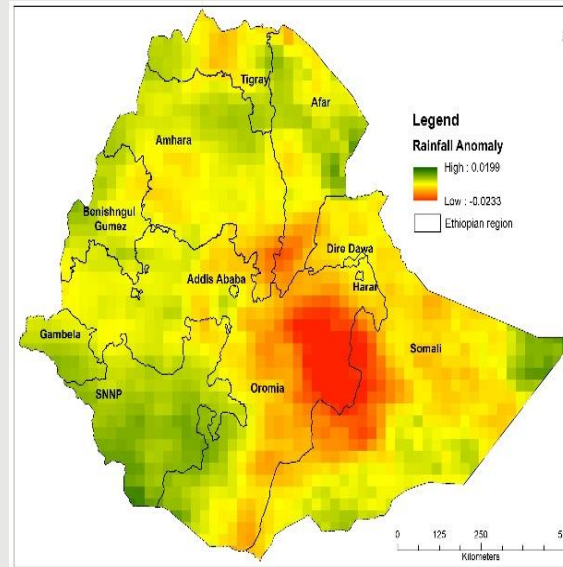 Tigray
Afar
Legend
Amhara
Rainfall Anomaly
High : 0.0199
Low : -0.0233
Benishngul
Gumez
Ethiopian region
Dire Dawa
Addis Ababa
Harar
Gambela
Somali
SNNP
Oromia
0 125 250
Kilometers